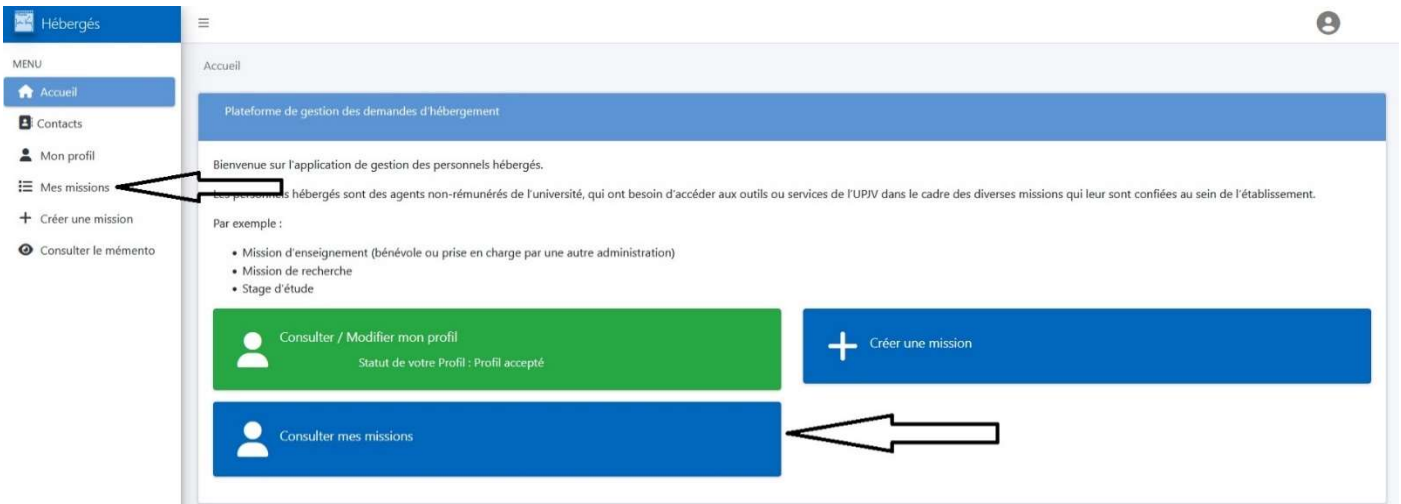 Hébergés
MENU
Accueil
Contacts
Mon profil
Mes missions
Créer une mission
Consulter le mémento
Accueil
Plateforme de gestion des demandes d'hébergement
Bienvenue sur l'application de gestion des personnels hébergés.
Les personnels hébergés sont des agents non-rémunérés de l'université, qui ont besoin d'accéder aux outils ou services de l'UPJV dans le cadre des diverses missions qui leur sont confiées au sein de l'établissement.
Par exemple :
• Mission d'enseignement (bénévole ou prise en charge par une autre administration)
• Mission de recherche
• Stage d'étude
Consulter / Modifier mon profil
Statut de votre Profil : Profil accepté
Créer une mission
Consulter mes missions